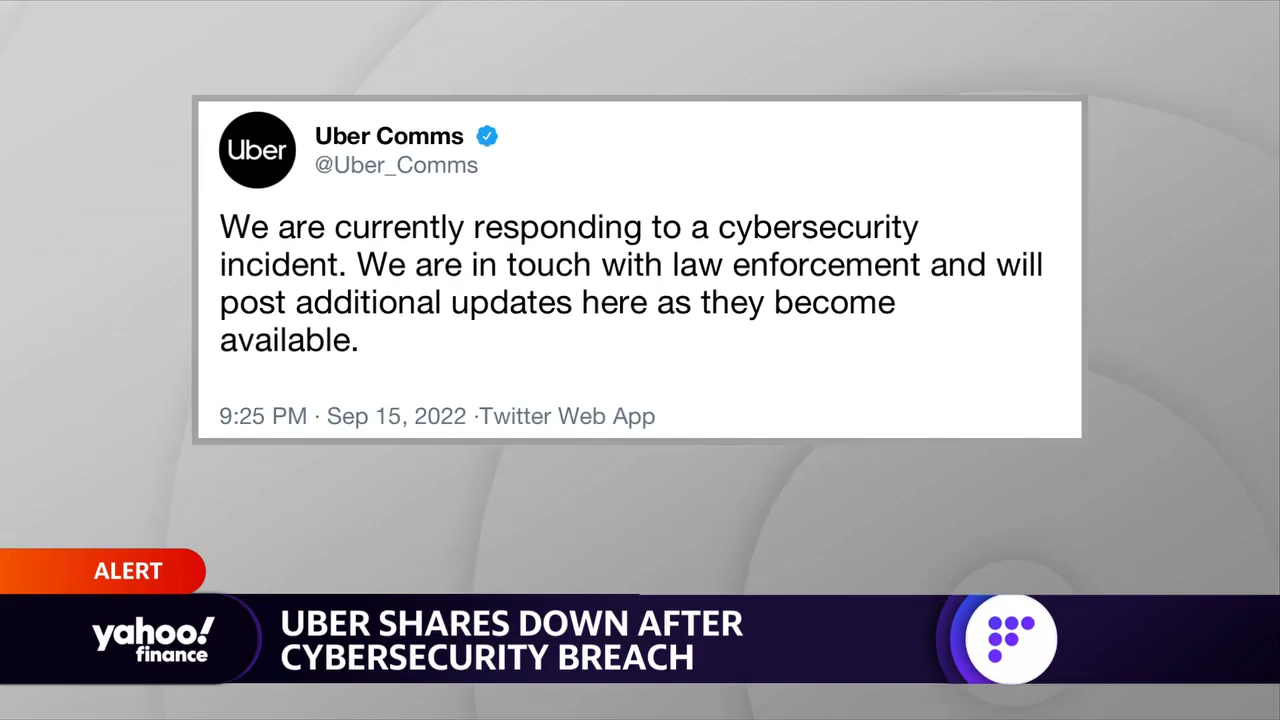 Uber
Uber Comms
@Uber_Comms
We are currently responding to a cybersecurity
incident. We are in touch with law enforcement and will
post additional updates here as they become
available.
9:25 PM · Sep 15, 2022 ·Twitter Web App
ALERT
yahoo!
finance
UBER SHARES DOWN AFTER
CYBERSECURITY BREACH